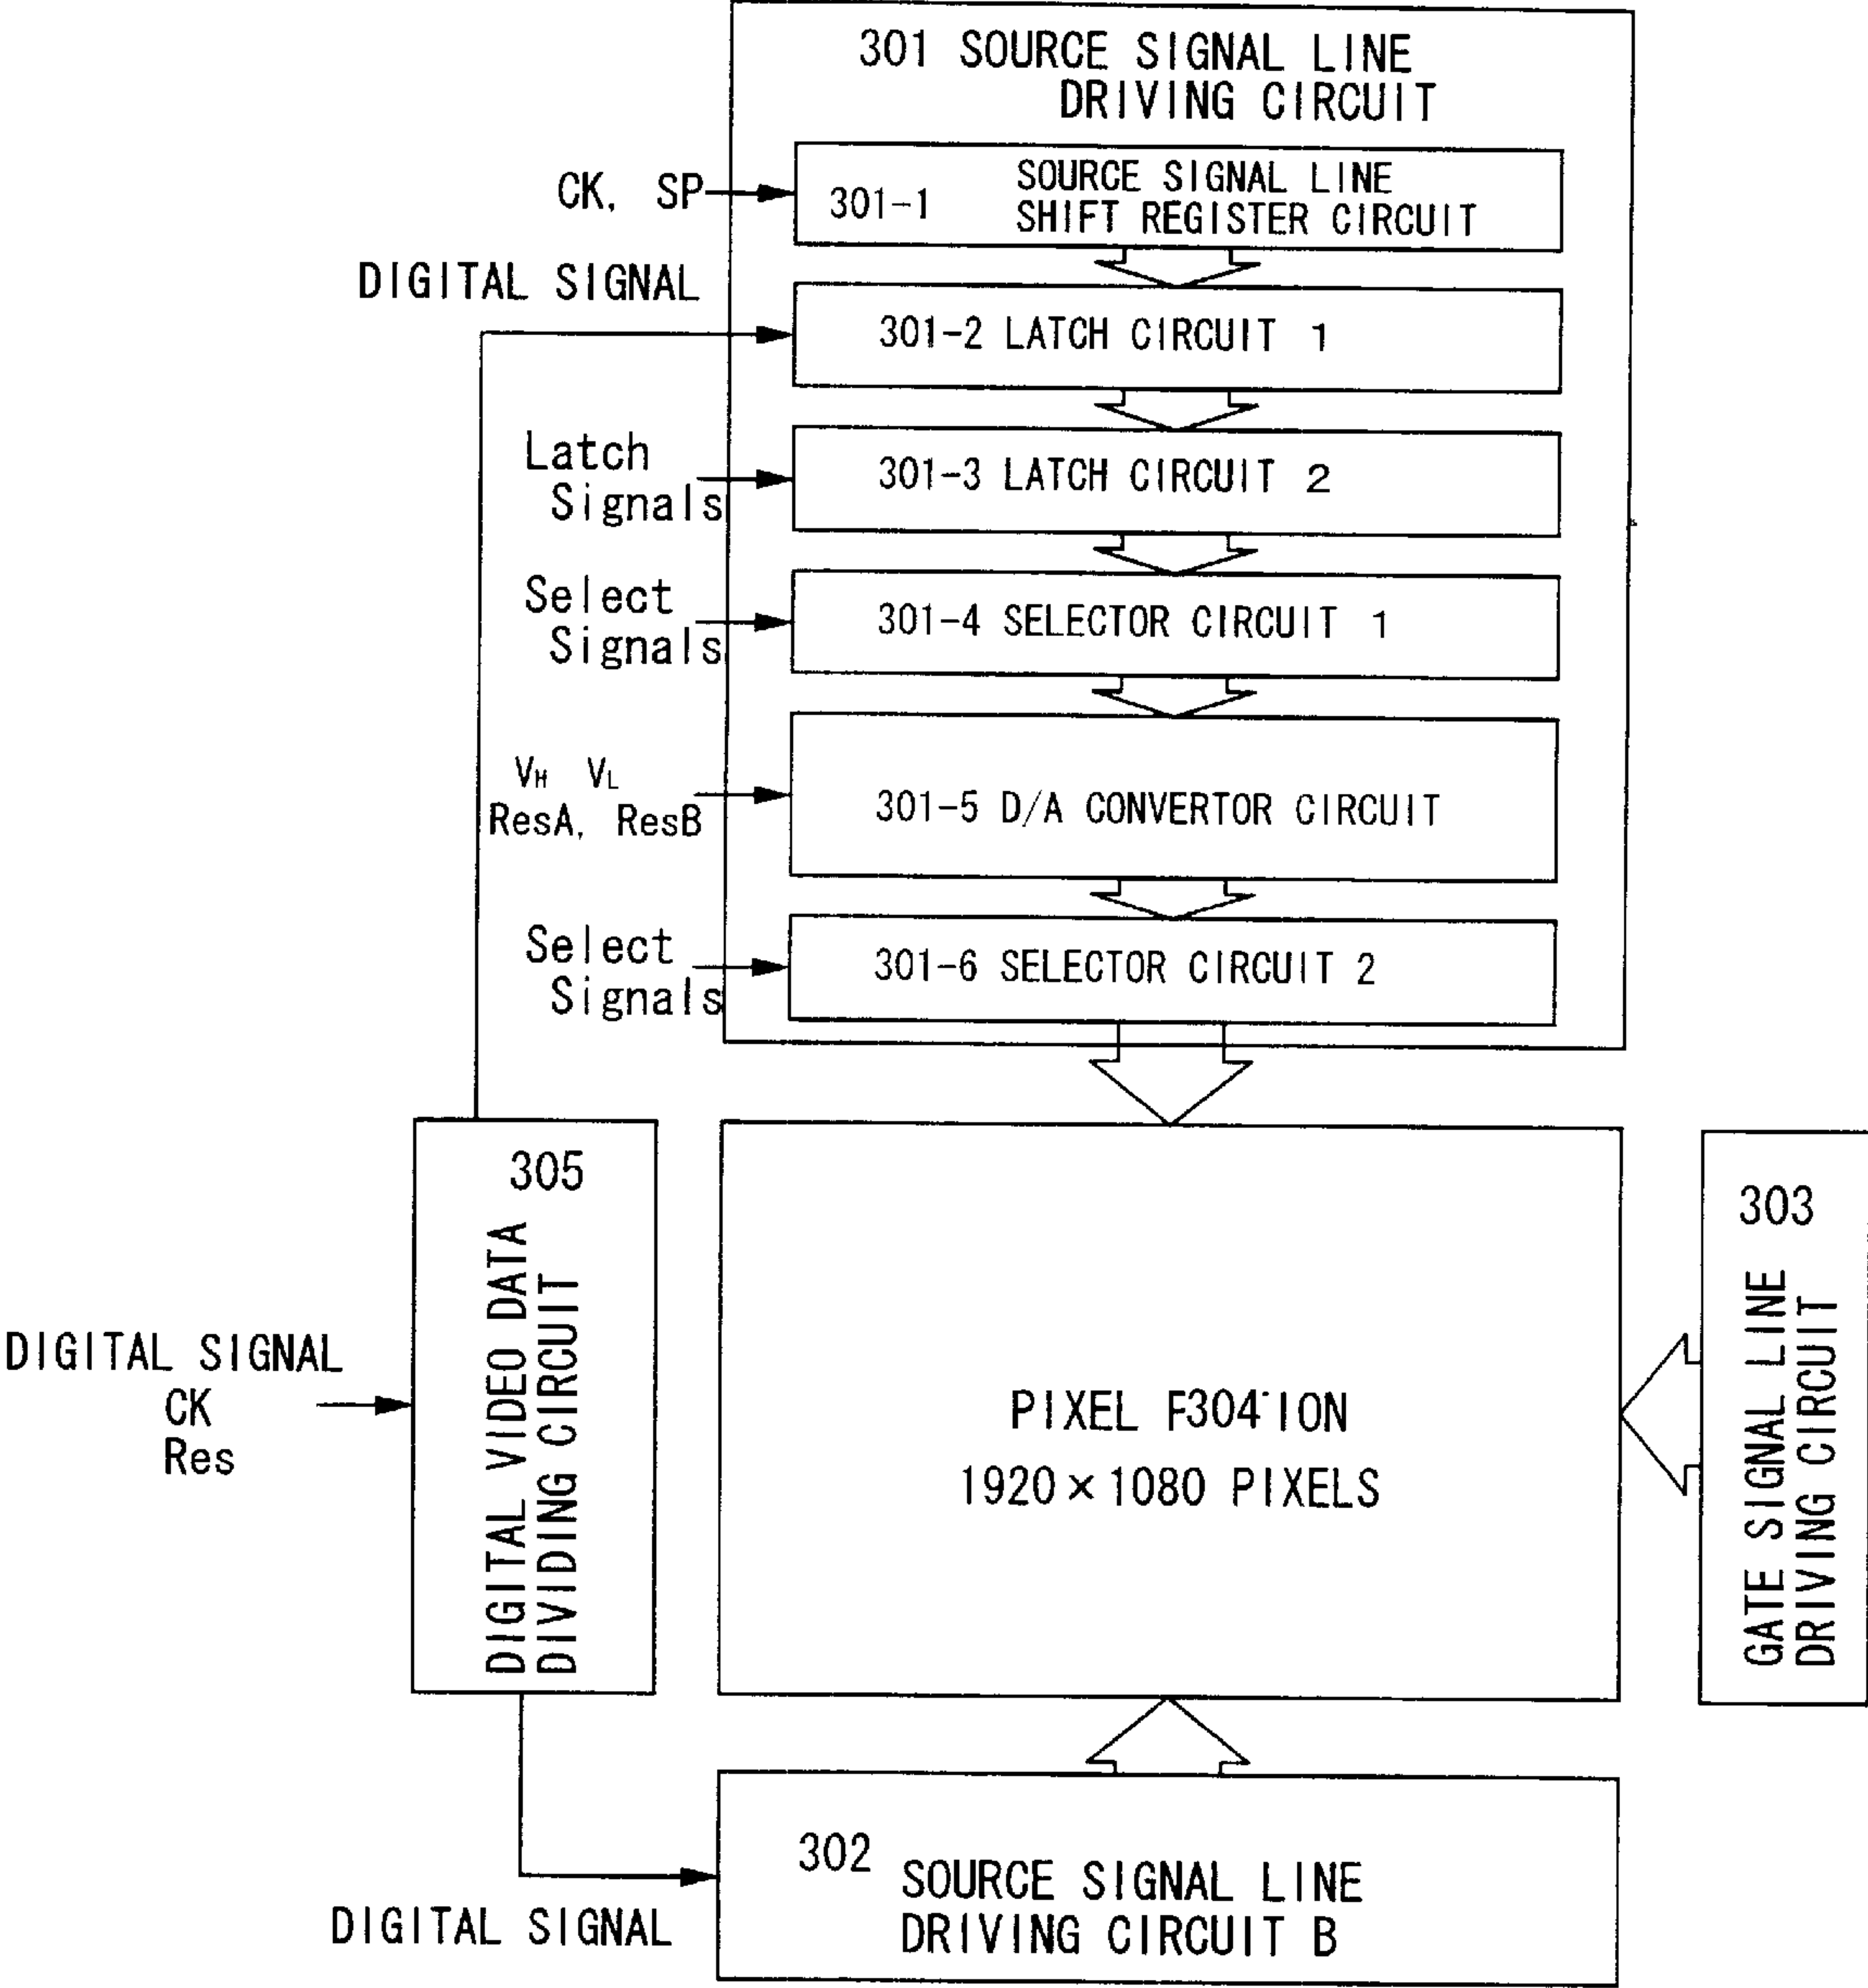 301 SOURCE SIGNAL LINE
DRIVING CIRCUIT
CK, SP
301-1
SOURCE SIGNAL LINE
SHIFT REGISTER CIRCUIT
DIGITAL SIGNAL
301-2 LATCH CIRCUIT 1
Latch
Signals
301-3 LATCH CIRCUIT 2
Select
Signals
301-4 SELECTOR CIRCUIT 1
VH VL
ResA, ResB
301-5 D/A CONVERTOR CIRCUIT
Select
Signals
301-6 SELECTOR CIRCUIT 2
305
DIGITAL VIDEO DATA
DIVIDING CIRCUIT
DIGITAL SIGNAL
CK
Res
PIXEL F304 ION
1920×1080 PIXELS
303
GATE SIGNAL LINE
DRIVING CIRCUIT
302
SOURCE SIGNAL LINE
DRIVING CIRCUIT B
DIGITAL SIGNAL